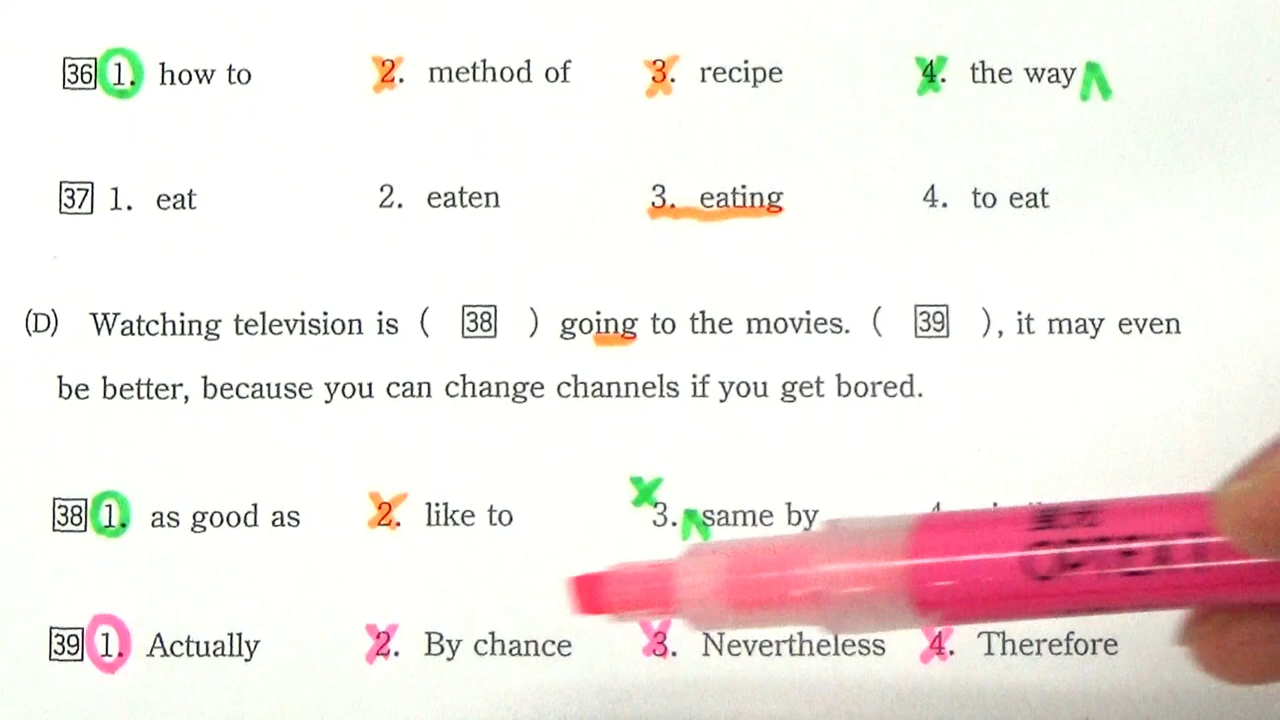 36 1. how to 2. method of 3. recipe 4. the way
37 1. eat 2. eaten 3. eating 4. to eat
(D) Watching television is ( 38 ) going to the movies. ( 39 ), it may even
be better, because you can change channels if you get bored.
38 1. as good as 2. like to 3. same by
39 1. Actually 2. By chance 3. Nevertheless 4. Therefore